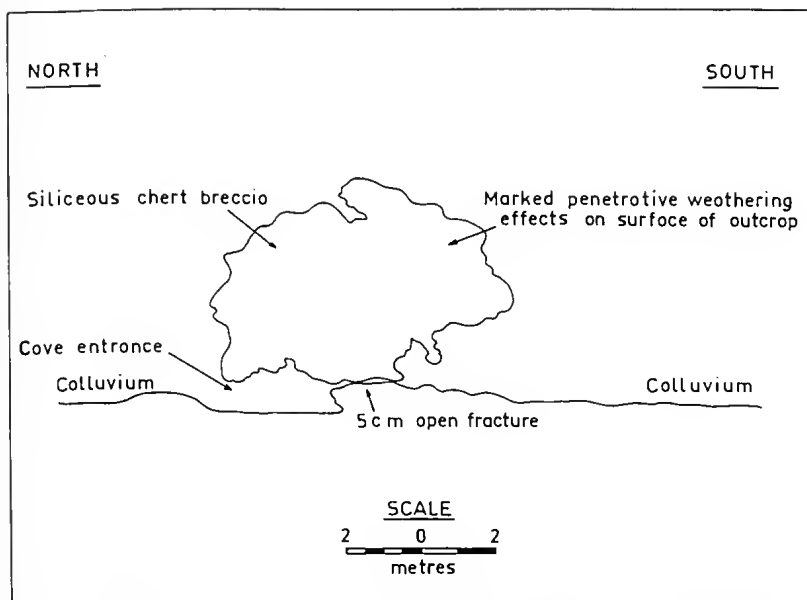 NORTH
SOUTH
Siliceous chert breccio
Marked penetrotive weathering
effects on surfoce of outcrop
Cove entronce
Colluvium
Colluvium
5cm open fracture
SCALE
2 0 2
metres